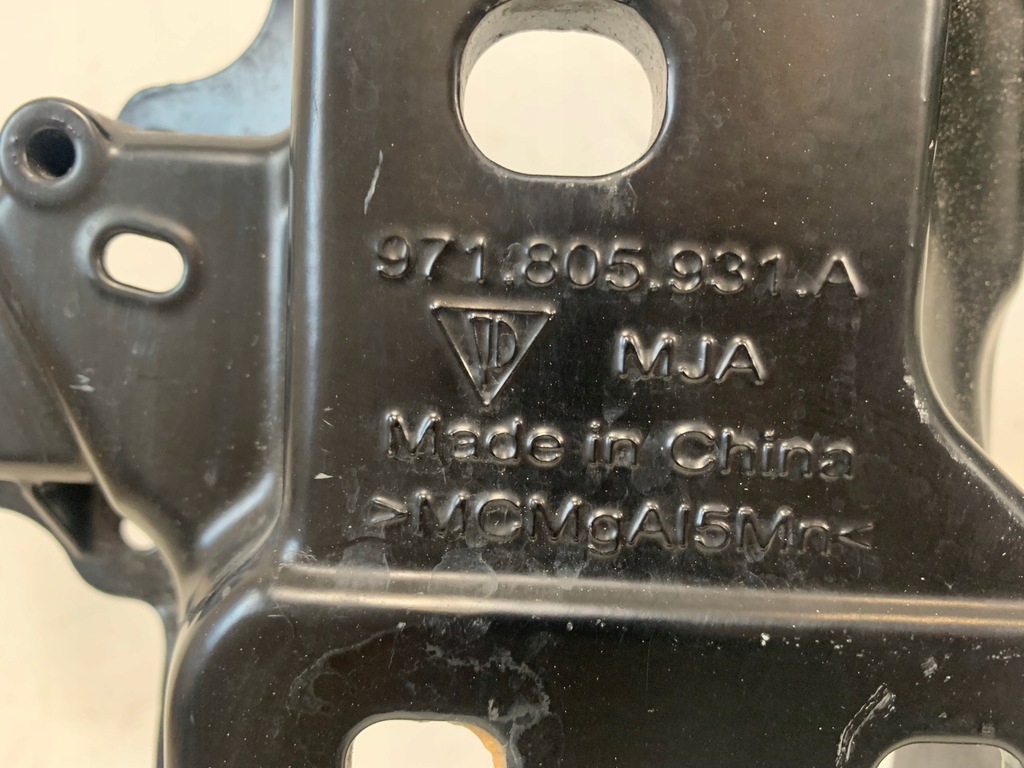 971.805.931.A
MJA
Made in China
>MCMgAl5Mn<